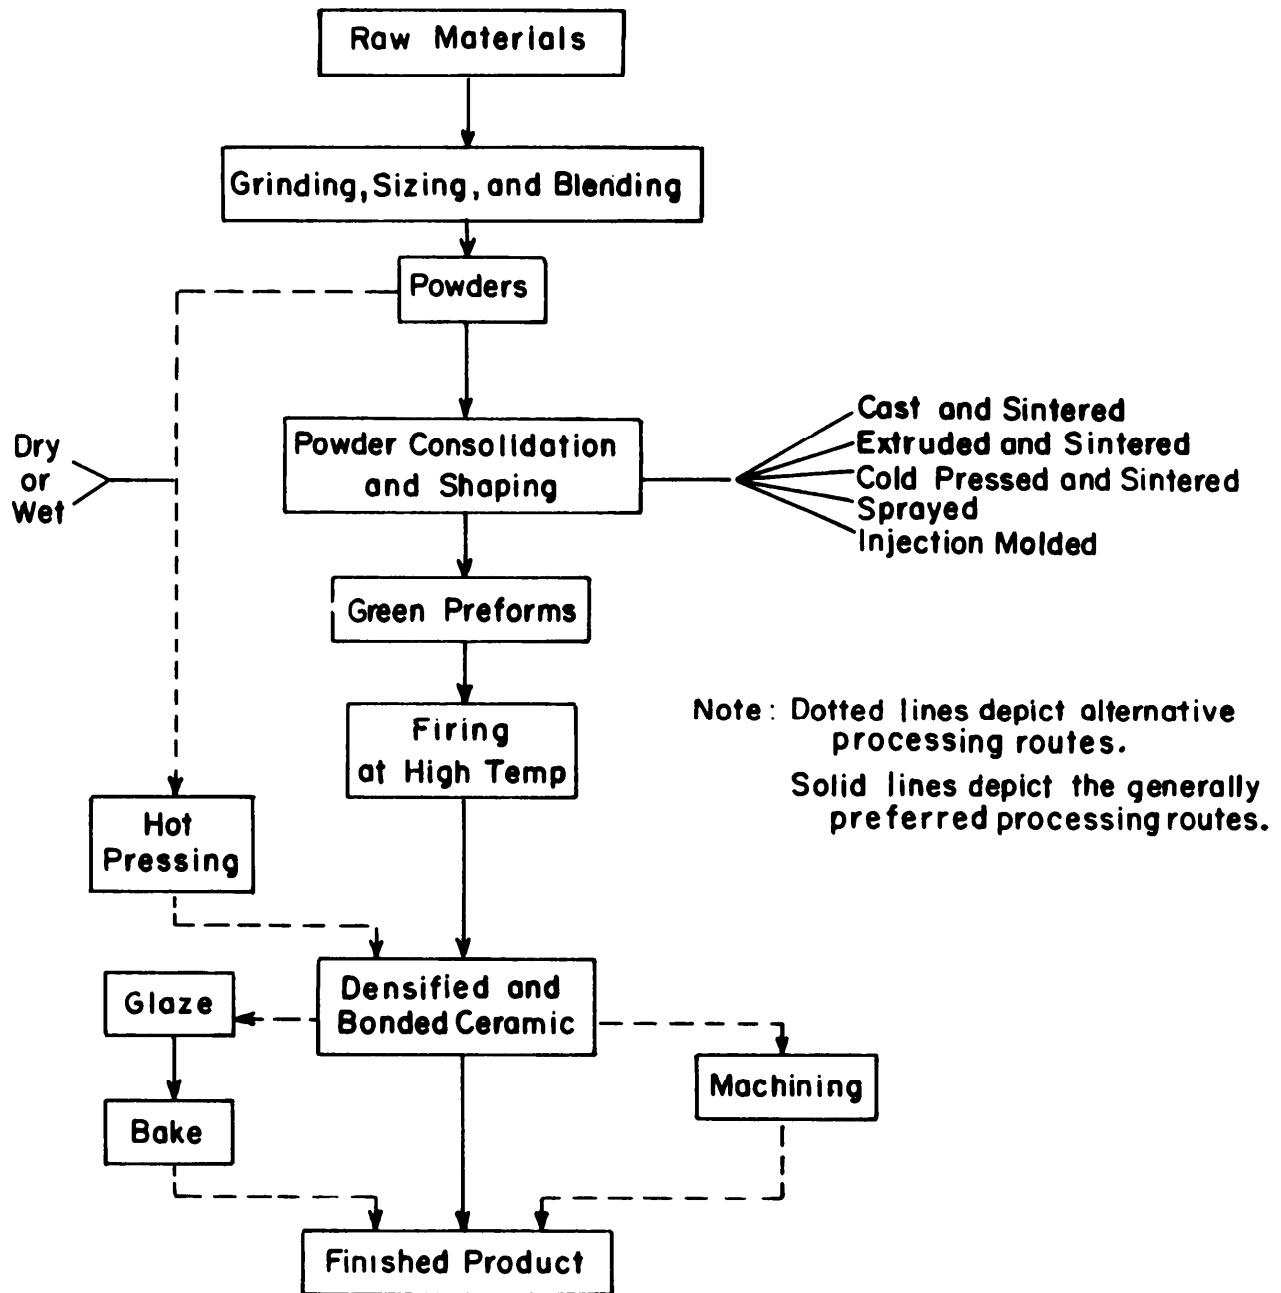 Raw Materials
Grinding, Sizing, and Blending
Powders
Powder Consolidation
and Shaping
Dry
or
Wet
Cast and Sintered
Extruded and Sintered
Cold Pressed and Sintered
Sprayed
Injection Molded
Green Preforms
Firing
at High Temp
Note: Dotted lines depict alternative
processing routes.
Solid lines depict the generally
preferred processing routes.
Hot
Pressing
Densified and
Bonded Ceramic
Glaze
Machining
Bake
Finished Product